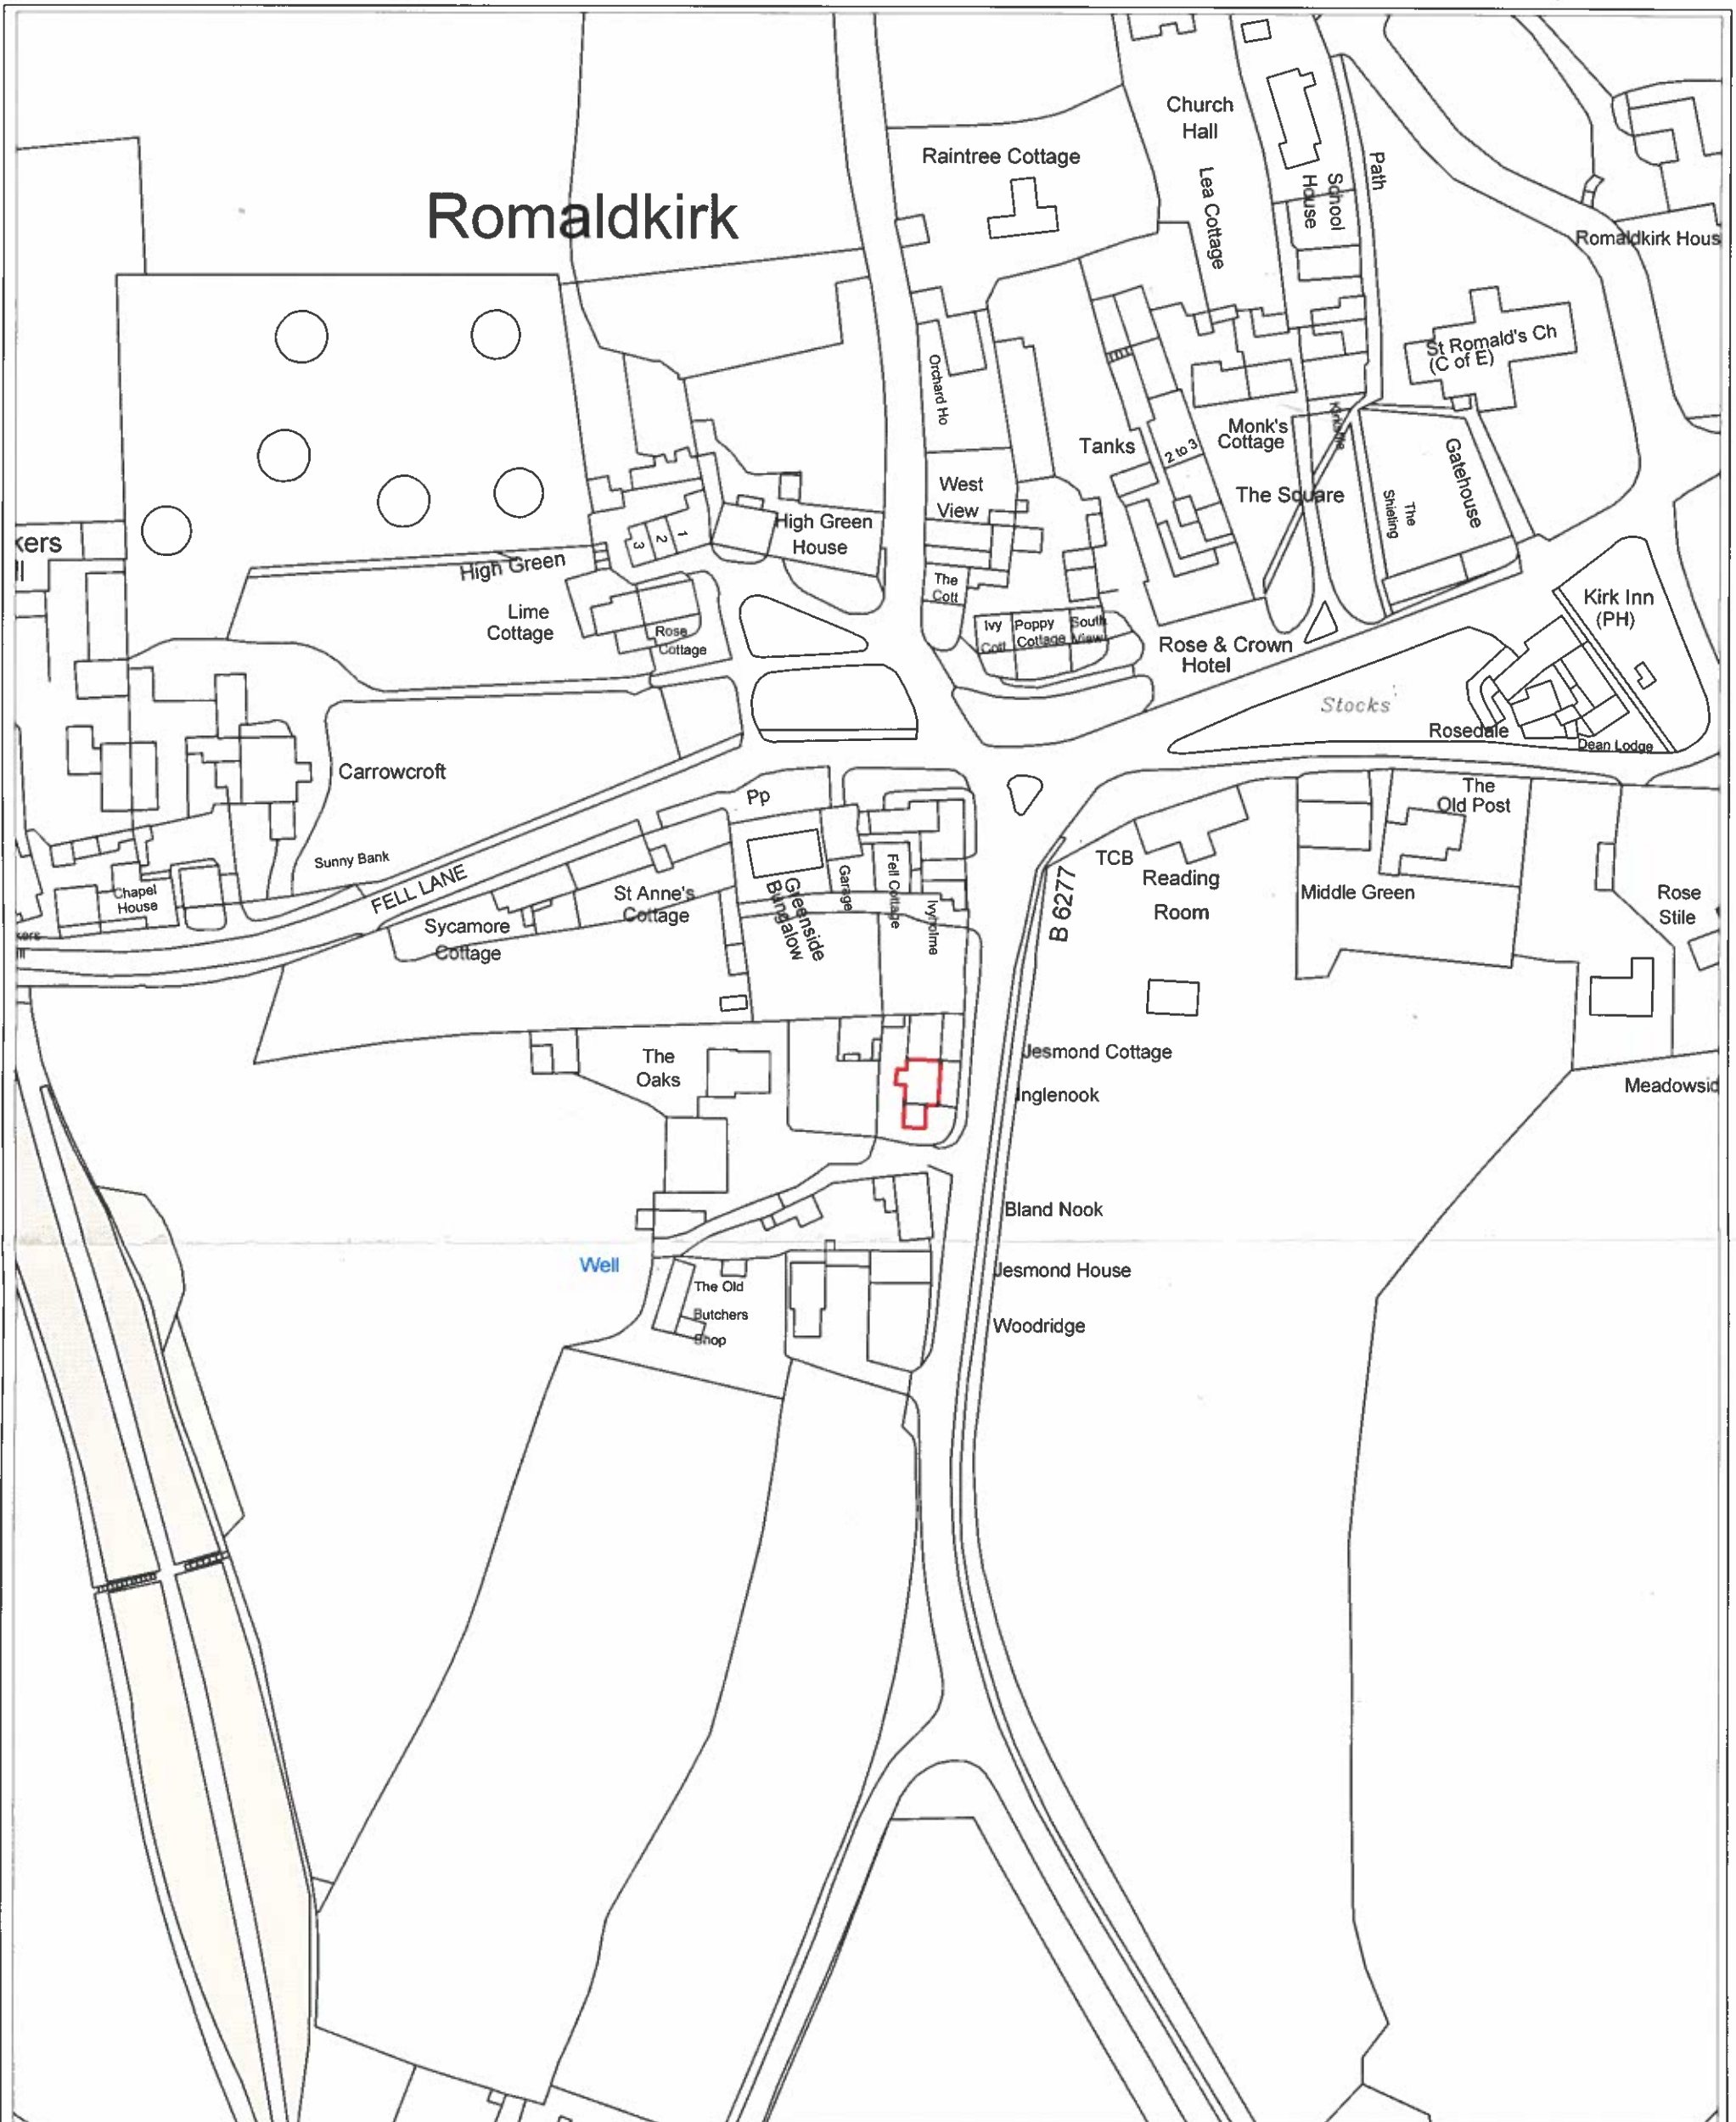 Romaldkirk
Church
Hall
Raintree Cottage
Lea Cottage
School
House
Path
Romaldkirk Hous
St Romald's Ch
(C of E)
Orchard Ho
Tanks
2 to 3
Monk's
Cottage
The Square
Gatehouse
The
Shieling
West
View
The
Cott
High Green
House
1
2
3
High Green
kers
ll
Lime
Cottage
Rose
Cottage
Ivy
Cott
Poppy
Cottage
South
View
Rose & Crown
Hotel
Kirk Inn
(PH)
Stocks
Rosedale
Dean Lodge
Carrowcroft
Pp
The
Old Post
Sunny Bank
FELL LANE
Chapel
House
kers
ll
Sycamore
Cottage
St Anne's
Cottage
Greenside
Bungalow
Garage
Fell Cottage
Ivyholme
B 6277
TCB
Reading
Room
Middle Green
Rose
Stile
The
Oaks
Jesmond Cottage
Inglenook
Meadowsid
Bland Nook
Well
Jesmond House
The Old
Butchers
Shop
Woodridge